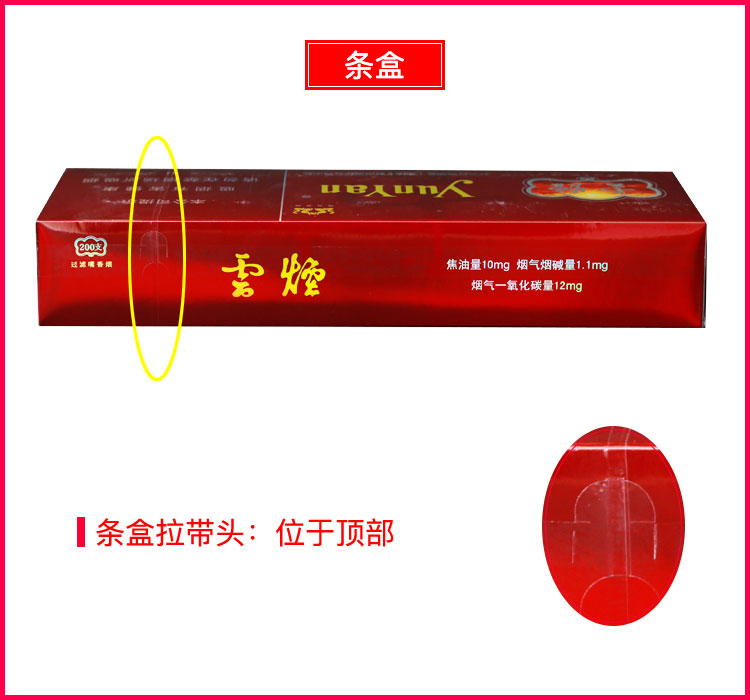 条盒
YunYan
200支
过滤嘴香烟
雲煙
焦油量10mg 烟气烟碱量1.1mg
烟气一氧化碳量12mg
条盒拉带头：位于顶部